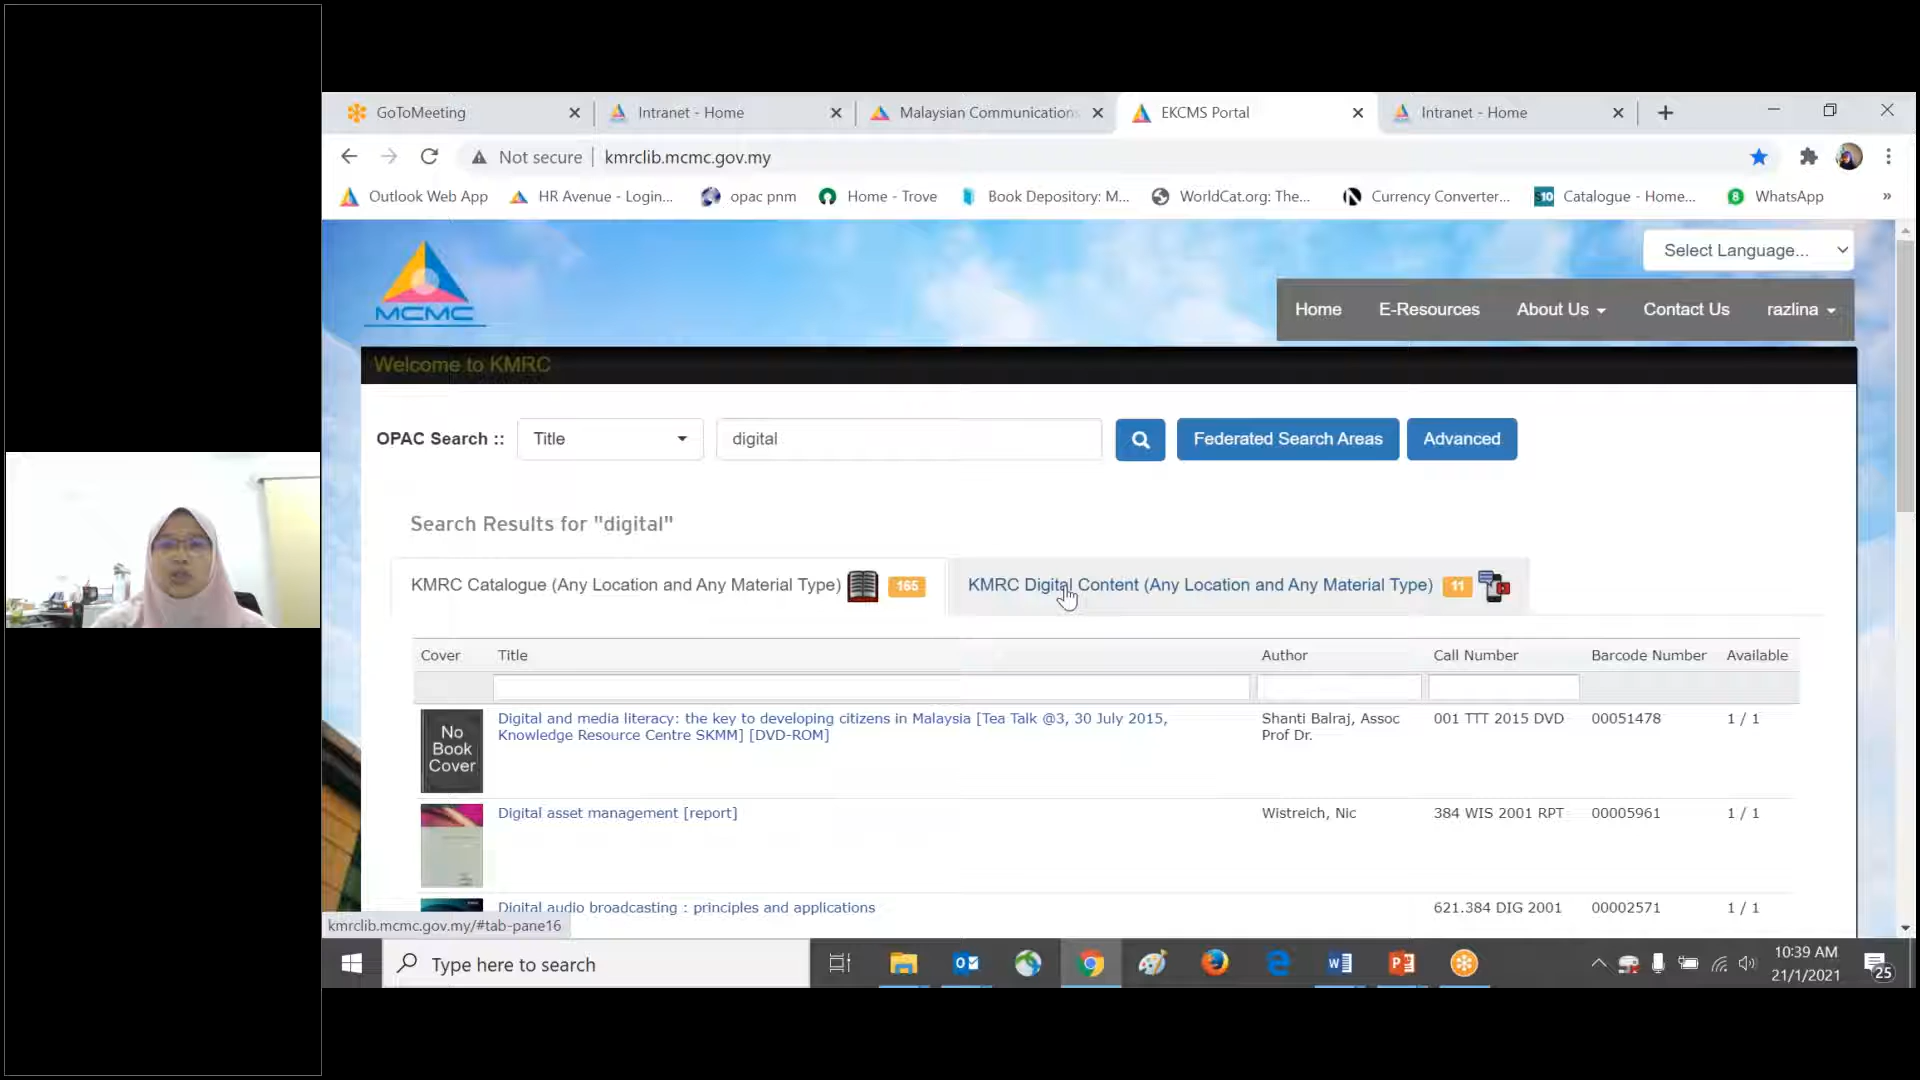 GoToMeeting
Intranet - Home
Malaysian Communications
EKCMS Portal
Intranet - Home
Not secure
kmrclib.mcmc.gov.my
Outlook Web App
HR Avenue - Login...
opac pnm
Home - Trove
Book Depository: M...
WorldCat.org: The...
Currency Converter...
S10
Catalogue - Home...
8
WhatsApp
»
Select Language...
MCMC
Home
E-Resources
About Us
Contact Us
razlina
Welcome to KMRC
OPAC Search ::
Title
digital
Federated Search Areas
Advanced
Search Results for "digital"
KMRC Catalogue (Any Location and Any Material Type)
165
KMRC Digital Content (Any Location and Any Material Type)
11
Cover
Title
Author
Call Number
Barcode Number
Available
No
Book
Cover
Digital and media literacy: the key to developing citizens in Malaysia [Tea Talk @3, 30 July 2015,
Knowledge Resource Centre SKMM] [DVD-ROM]
Shanti Balraj, Assoc
Prof Dr.
001 TTT 2015 DVD
00051478
1 / 1
Digital asset management [report]
Wistreich, Nic
384 WIS 2001 RPT
00005961
1 / 1
Digital audio broadcasting : principles and applications
621.384 DIG 2001
00002571
1 / 1
kmrclib.mcmc.gov.my/#tab-pane16
Type here to search
10:39 AM
21/1/2021
25